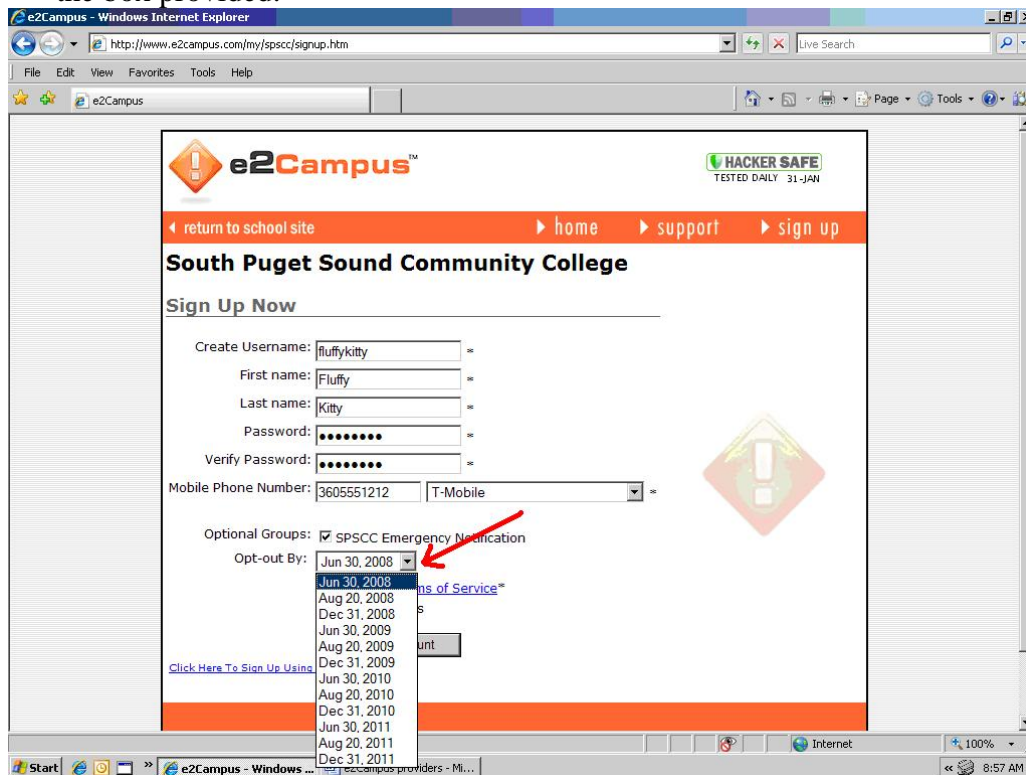 the box provided.
e2Campus - Windows Internet Explorer
http://www.e2campus.com/my/spscc/signup.htm
Live Search
File Edit View Favorites Tools Help
e2Campus
Page Tools
e2Campus™
HACKER SAFE
TESTED DAILY 31-JAN
return to school site home support sign up
South Puget Sound Community College
Sign Up Now
Create Username: fluffykitty *
First name: Fluffy *
Last name: Kitty *
Password: •••••••• *
Verify Password: •••••••• *
Mobile Phone Number: 3605551212 T-Mobile *
Optional Groups: SPSCC Emergency Notification
Opt-out By: Jun 30, 2008
Jun 30, 2008
of Service*
Aug 20, 2008
Dec 31, 2008
Jun 30, 2009
Aug 20, 2009
Dec 31, 2009
Click Here To Sign Up Using
Jun 30, 2010
Aug 20, 2010
Dec 31, 2010
Jun 30, 2011
Aug 20, 2011
Dec 31, 2011
Internet 100%
Start » e2Campus - Windows ... e2Campus providers - Mi... « 8:57 AM